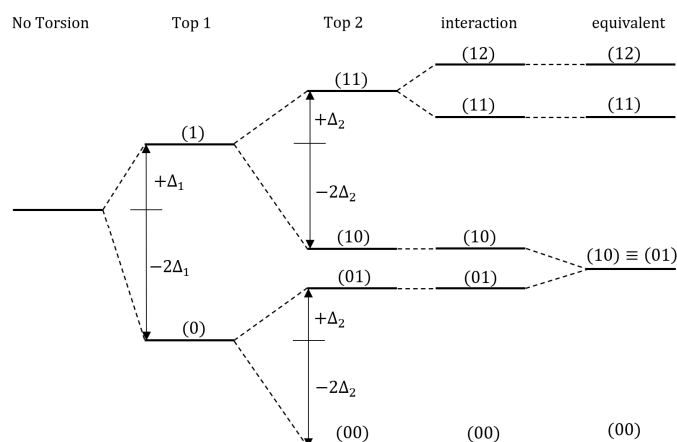 No Torsion Top 1 Top 2 interaction equivalent
(12) (12)
(11)
(11) (11)
+Δ₂
(1)
+Δ₁
−2Δ₂
(10) (10)
(10) ≡ (01)
−2Δ₁
(01) (01)
(0)
+Δ₂
−2Δ₂
(00) (00) (00)